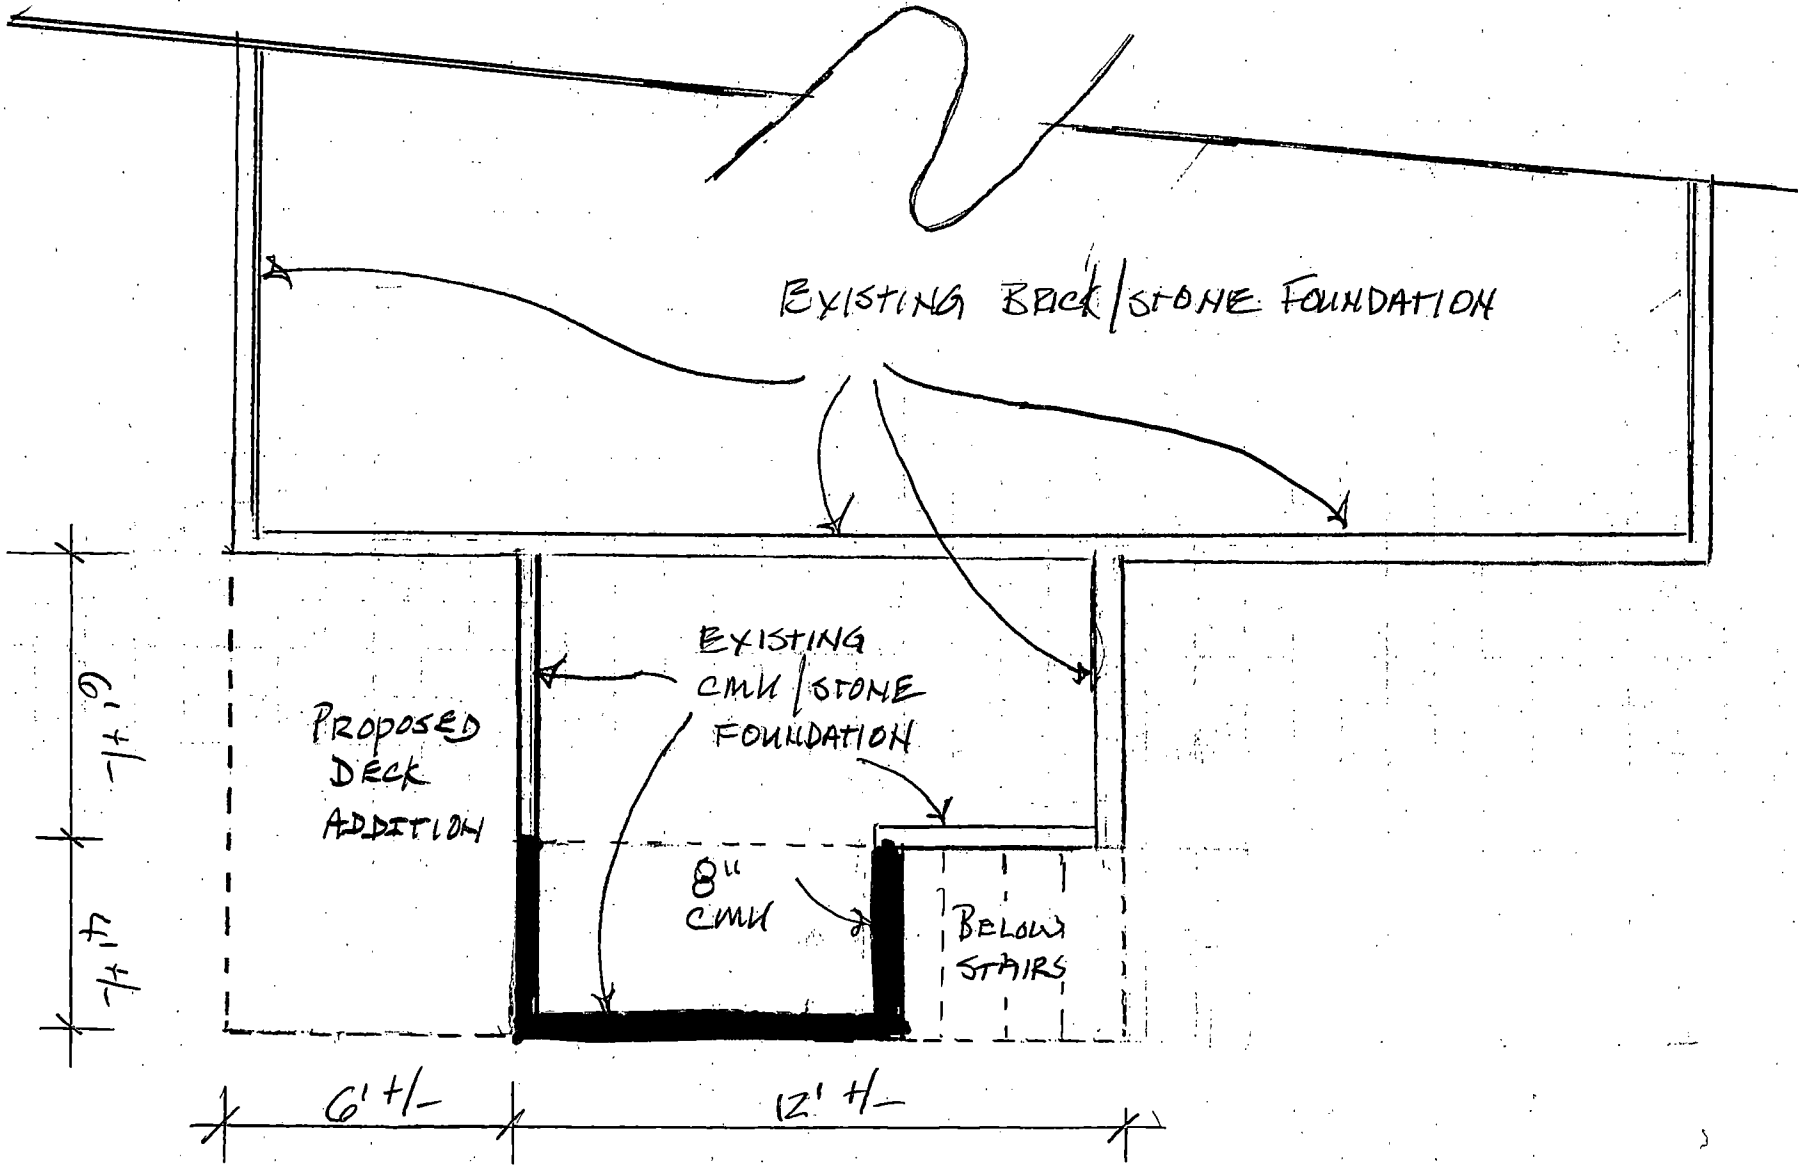 EXISTING BRICK/STONE FOUNDATION
EXISTING
CMU/STONE
FOUNDATION
PROPOSED
DECK
ADDITION
6' +/-
8"
CMU
BELOW
STAIRS
4' +/-
6' +/-
12' +/-